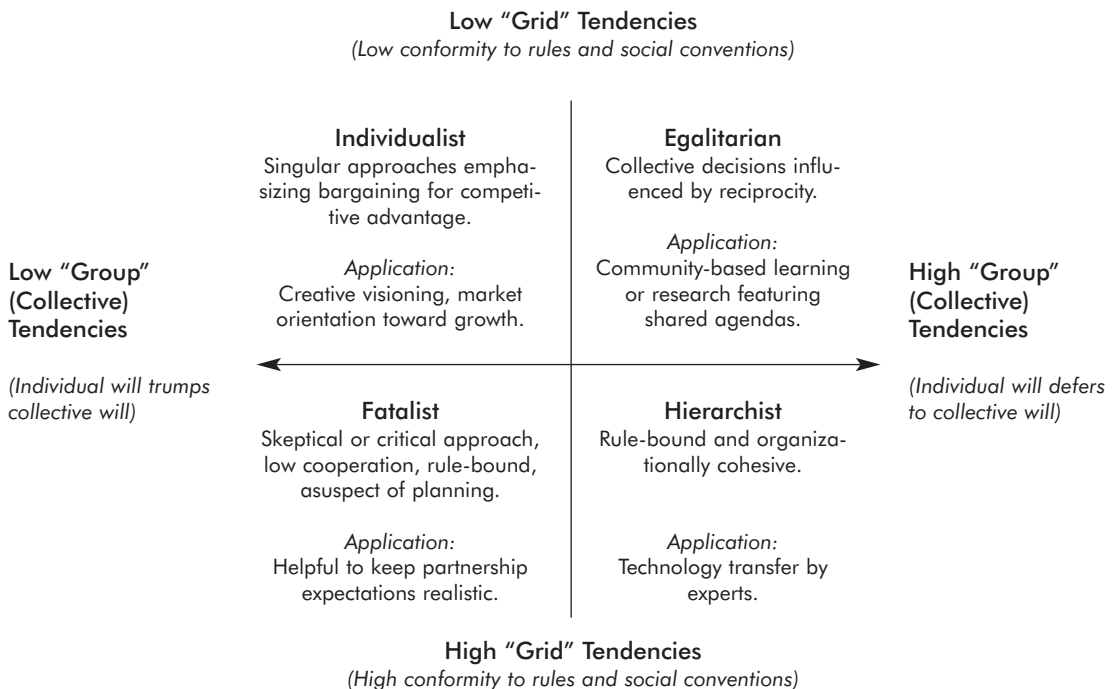 Low “Grid” Tendencies
(Low conformity to rules and social conventions)
Individualist
Singular approaches empha-
sizing bargaining for competi-
tive advantage.
Application:
Creative visioning, market
orientation toward growth.
Egalitarian
Collective decisions influ-
enced by reciprocity.
Application:
Community-based learning
or research featuring
shared agendas.
Low “Group”
(Collective)
Tendencies
(Individual will trumps
collective will)
High “Group”
(Collective)
Tendencies
(Individual will defers
to collective will)
Fatalist
Skeptical or critical approach,
low cooperation, rule-bound,
asuspect of planning.
Application:
Helpful to keep partnership
expectations realistic.
Hierarchist
Rule-bound and organiza-
tionally cohesive.
Application:
Technology transfer by
experts.
High “Grid” Tendencies
(High conformity to rules and social conventions)